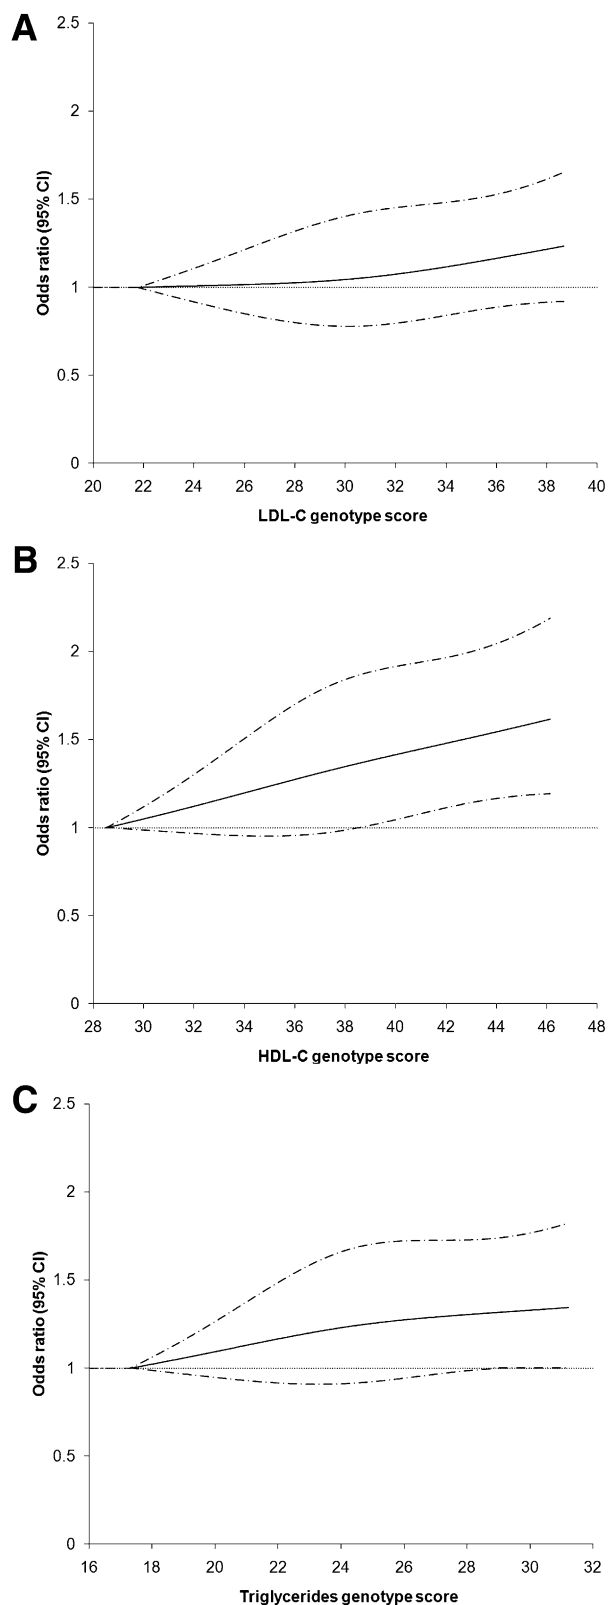 A
2.5
2
1.5
1
0.5
0
Odds ratio (95% CI)
20 22 24 26 28 30 32 34 36 38 40
LDL-C genotype score
B
2.5
2
1.5
1
0.5
0
Odds ratio (95% CI)
28 30 32 34 36 38 40 42 44 46 48
HDL-C genotype score
C
2.5
2
1.5
1
0.5
0
Odds ratio (95% CI)
16 18 20 22 24 26 28 30 32
Triglycerides genotype score